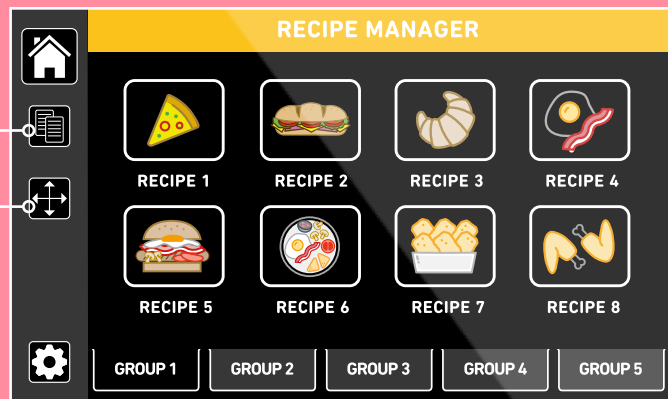 RECIPE MANAGER
RECIPE 1 RECIPE 2 RECIPE 3 RECIPE 4
RECIPE 5 RECIPE 6 RECIPE 7 RECIPE 8
GROUP 1 GROUP 2 GROUP 3 GROUP 4 GROUP 5